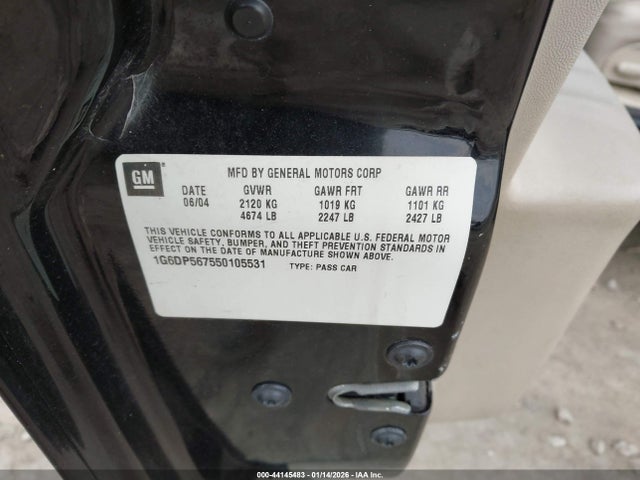 GM MFD BY GENERAL MOTORS CORP
DATE GVWR GAWR FRT GAWR RR
06/04 2120 KG 1019 KG 1101 KG
4674 LB 2247 LB 2427 LB
THIS VEHICLE CONFORMS TO ALL APPLICABLE U.S. FEDERAL MOTOR
VEHICLE SAFETY, BUMPER, AND THEFT PREVENTION STANDARDS IN
EFFECT ON THE DATE OF MANUFACTURE SHOWN ABOVE.
1G6DP567550105531 TYPE: PASS CAR
000-44145483 | 01/14/2026 - IAASC.447